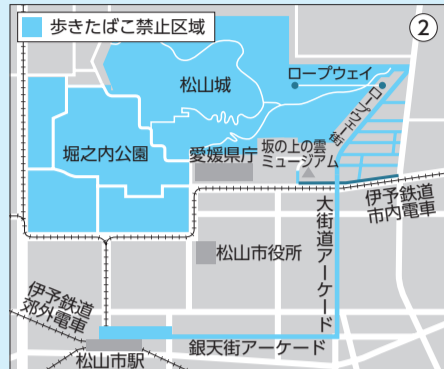 歩きたばこ禁止区域
②
松山城
ロープウェイ
ロープウェー街
堀之内公園
愛媛県庁
坂の上の雲
ミュージアム
伊予鉄道
市内電車
大街道アーケード
松山市役所
伊予鉄道
郊外電車
銀天街アーケード
松山市駅